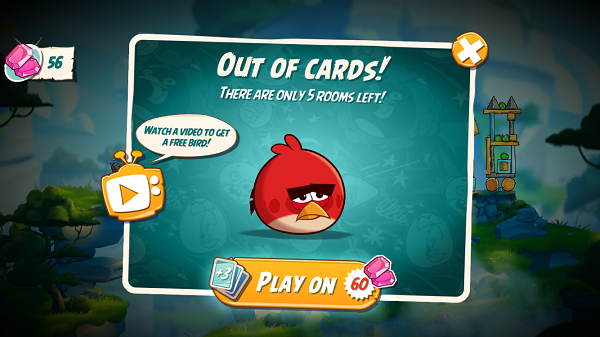 56
OUT OF CARDS!
THERE ARE ONLY 5 ROOMS LEFT!
WATCH A VIDEO TO GET
A FREE BIRD!
+3
PLAY ON
60